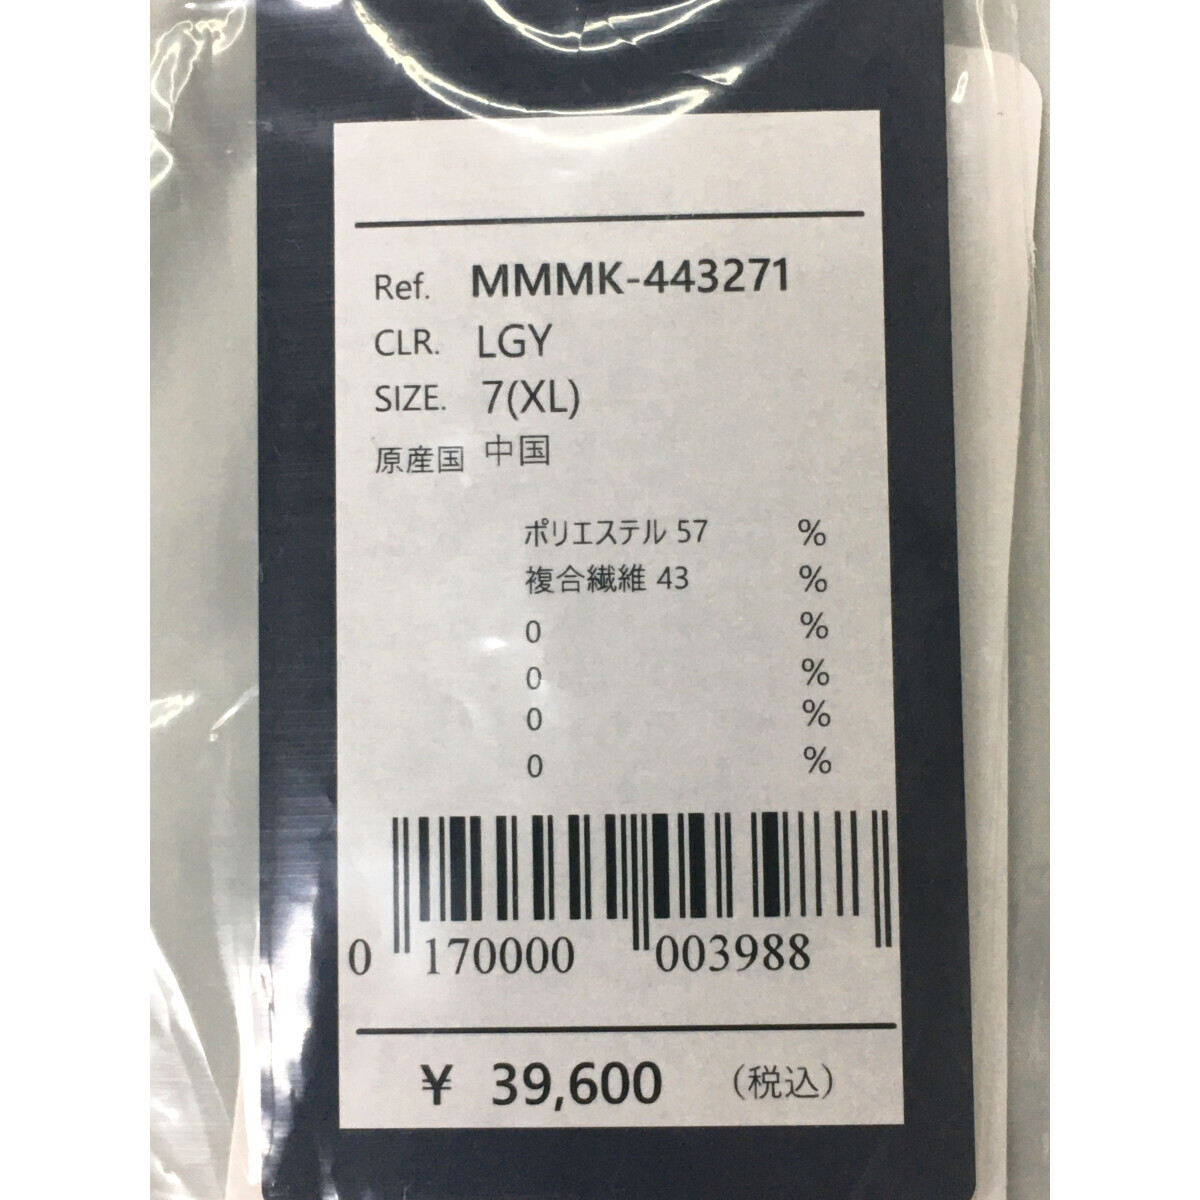 Ref. MMMK-443271
CLR. LGY
SIZE. 7(XL)
原産国 中国
ポリエステル 57 %
複合繊維 43 %
0 %
0 %
0 %
0 %
0 170000 003988
¥ 39,600 (税込)